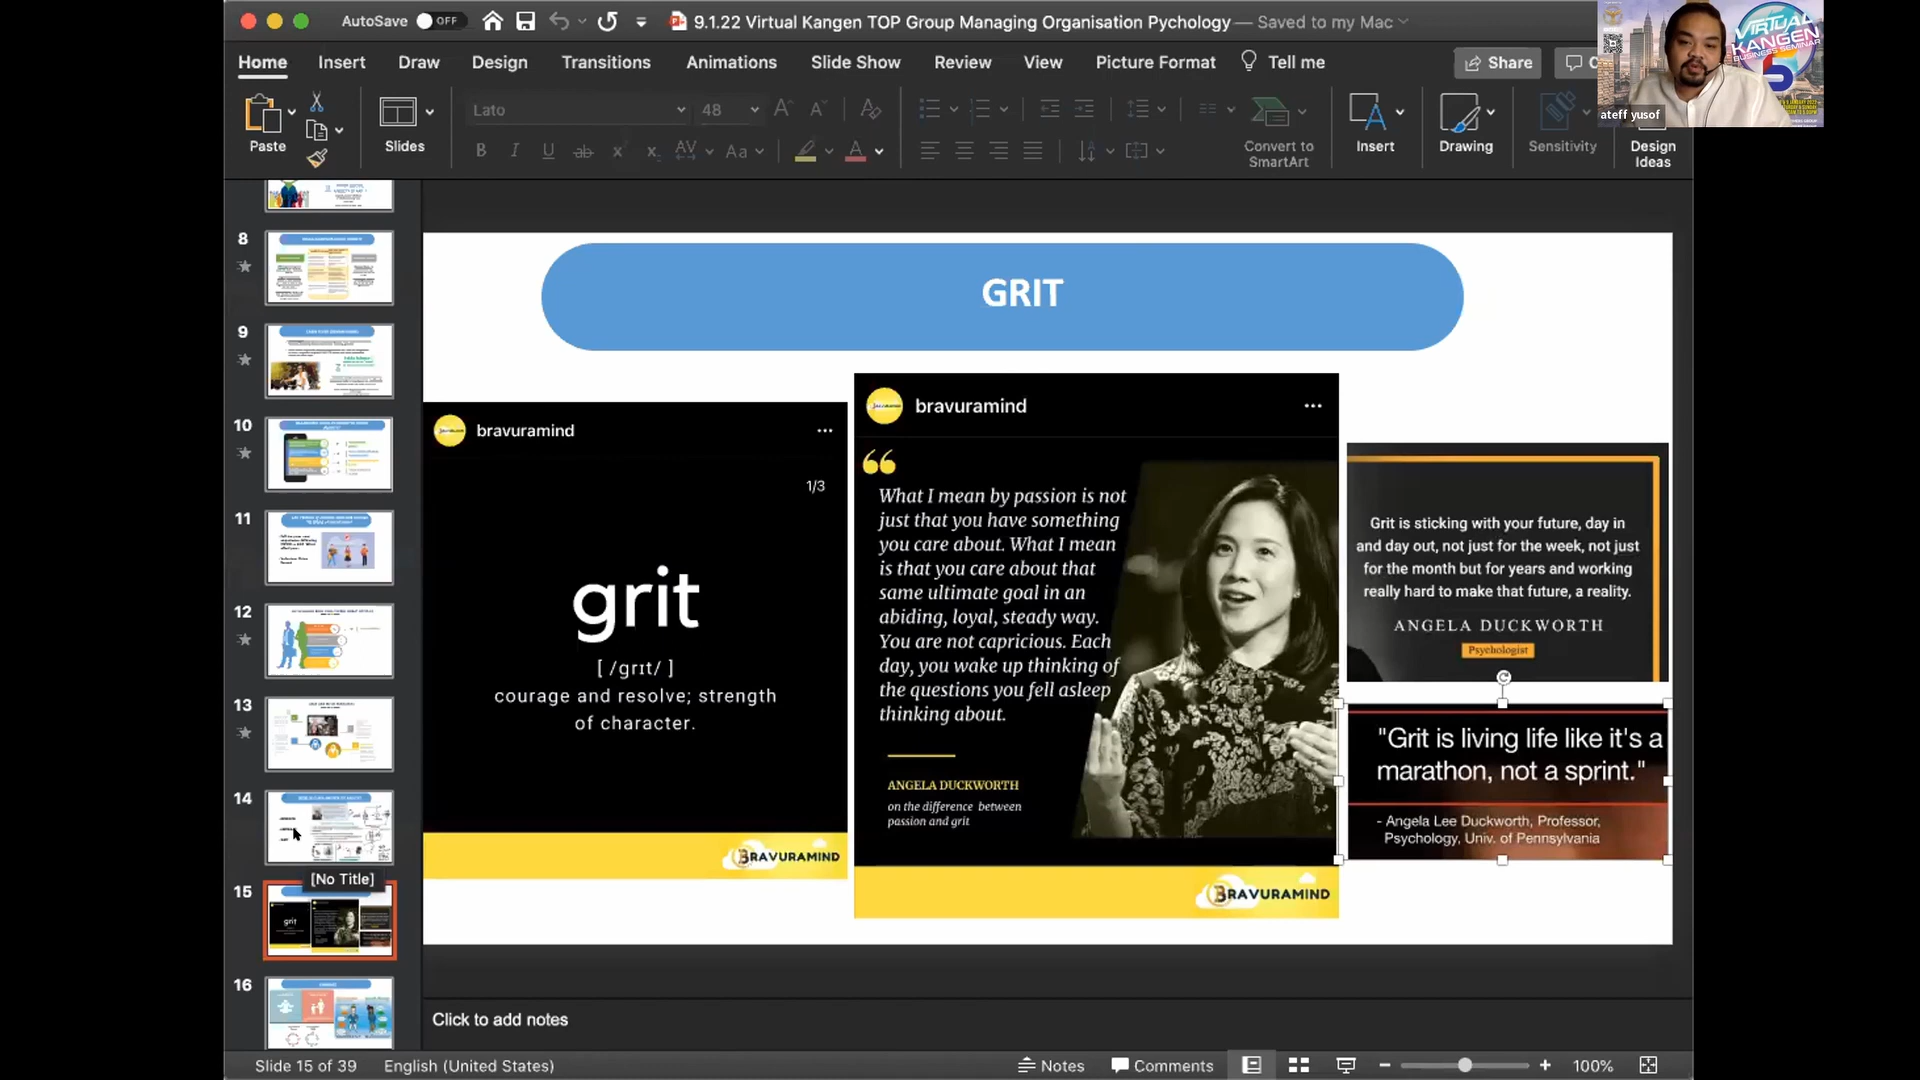 AutoSave
OFF
9.1.22 Virtual Kangen TOP Group Managing Organisation Pychology — Saved to my Mac
Home
Insert
Draw
Design
Transitions
Animations
Slide Show
Review
View
Picture Format
Tell me
Share
Paste
Slides
Lato
48
Convert to
SmartArt
Insert
Drawing
Sensitivity
Design
Ideas
VIRTUAL
KANGEN
BUSINESS SEMINAR
5
ateff yusof
8
9
10
11
12
13
14
[No Title]
15
16
GRIT
bravuramind
1/3
grit
[ /grɪt/ ]
courage and resolve; strength
of character.
BRAVURAMIND
bravuramind
What I mean by passion is not
just that you have something
you care about. What I mean
is that you care about that
same ultimate goal in an
abiding, loyal, steady way.
You are not capricious. Each
day, you wake up thinking of
the questions you fell asleep
thinking about.
ANGELA DUCKWORTH
on the difference between
passion and grit
BRAVURAMIND
Grit is sticking with your future, day in
and day out, not just for the week, not just
for the month but for years and working
really hard to make that future, a reality.
ANGELA DUCKWORTH
Psychologist
"Grit is living life like it's a
marathon, not a sprint."
- Angela Lee Duckworth, Professor,
Psychology, Univ. of Pennsylvania
Click to add notes
Slide 15 of 39
English (United States)
Notes
Comments
100%